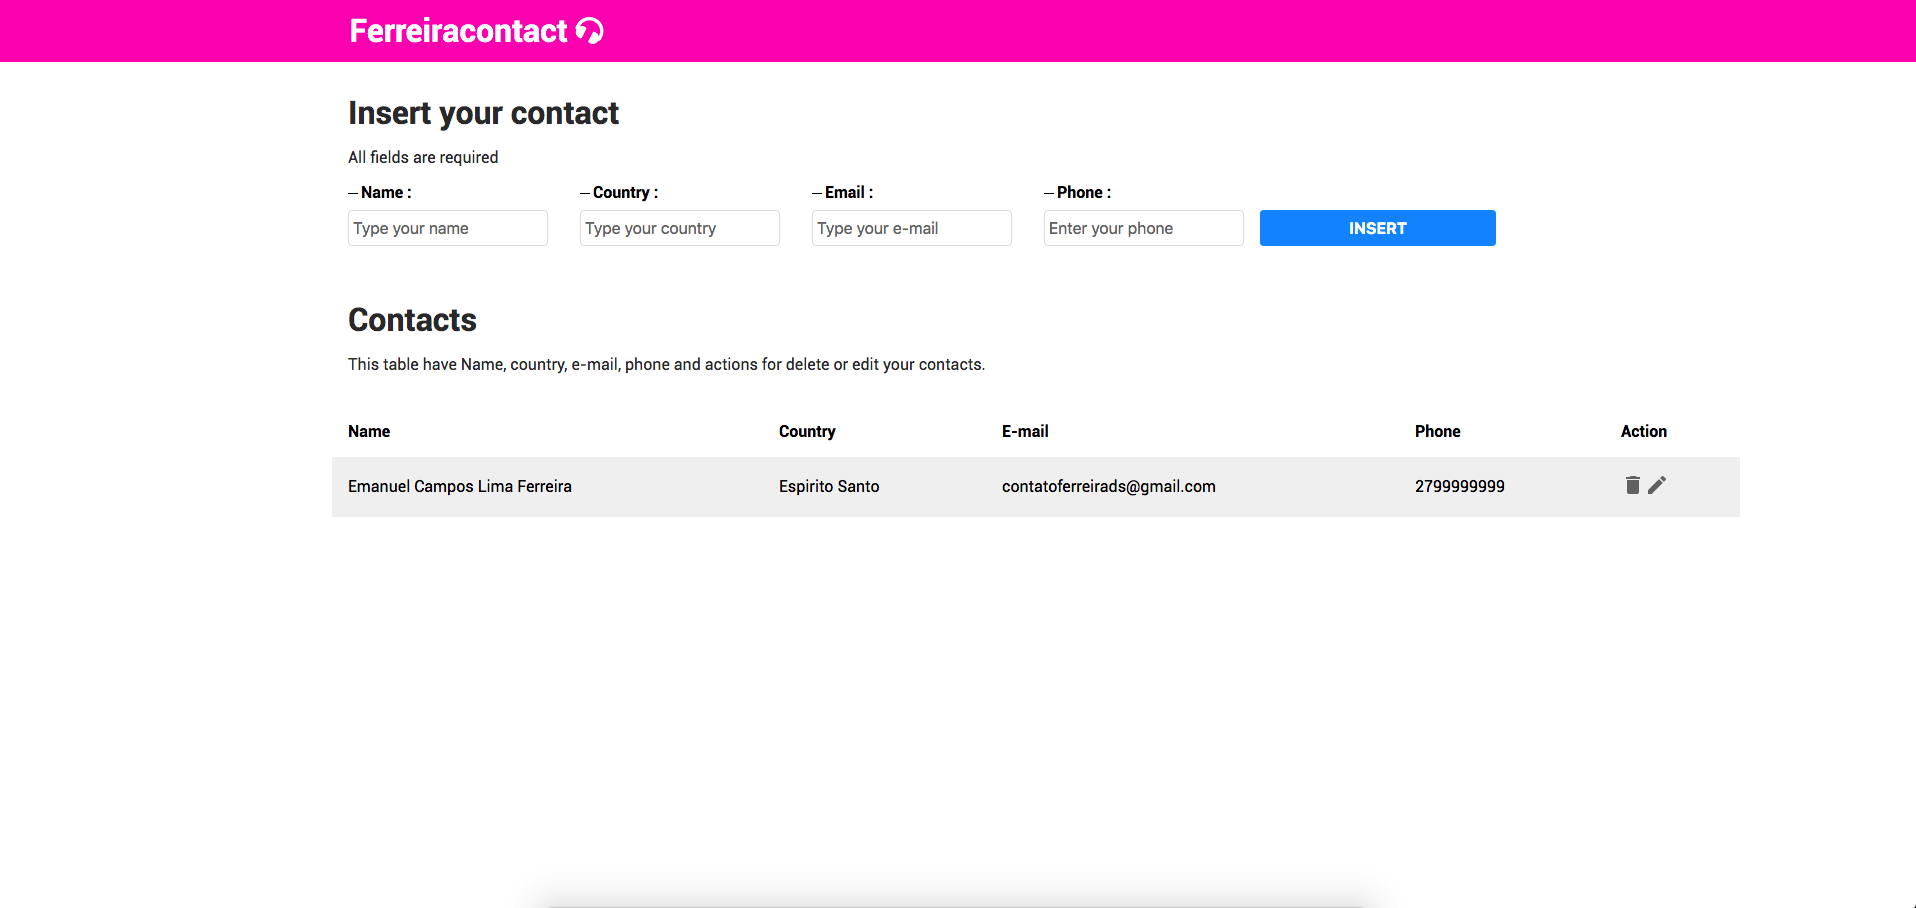 Ferreiracontact
Insert your contact
All fields are required
– Name : – Country : – Email : – Phone :
Type your name Type your country Type your e-mail Enter your phone INSERT
Contacts
This table have Name, country, e-mail, phone and actions for delete or edit your contacts.
Name Country E-mail Phone Action
Emanuel Campos Lima Ferreira Espirito Santo contatoferreirads@gmail.com 2799999999